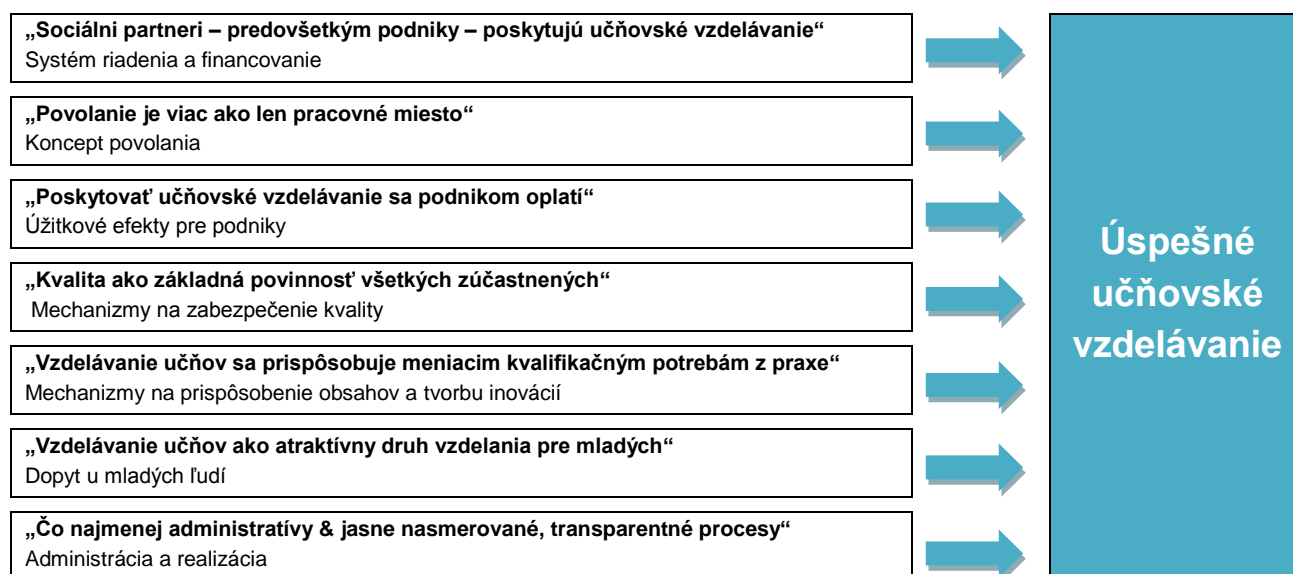 „Sociálni partneri – predovšetkým podniky – poskytujú učňovské vzdelávanie“
Systém riadenia a financovanie
„Povolanie je viac ako len pracovné miesto“
Koncept povolania
„Poskytovať učňovské vzdelávanie sa podnikom oplatí“
Úžitkové efekty pre podniky
„Kvalita ako základná povinnosť všetkých zúčastnených“
Mechanizmy na zabezpečenie kvality
„Vzdelávanie učňov sa prispôsobuje meniacim kvalifikačným potrebám z praxe“
Mechanizmy na prispôsobenie obsahov a tvorbu inovácií
„Vzdelávanie učňov ako atraktívny druh vzdelania pre mladých“
Dopyt u mladých ľudí
„Čo najmenej administratívy & jasne nasmerované, transparentné procesy“
Administrácia a realizácia
Úspešné
učňovské
vzdelávanie